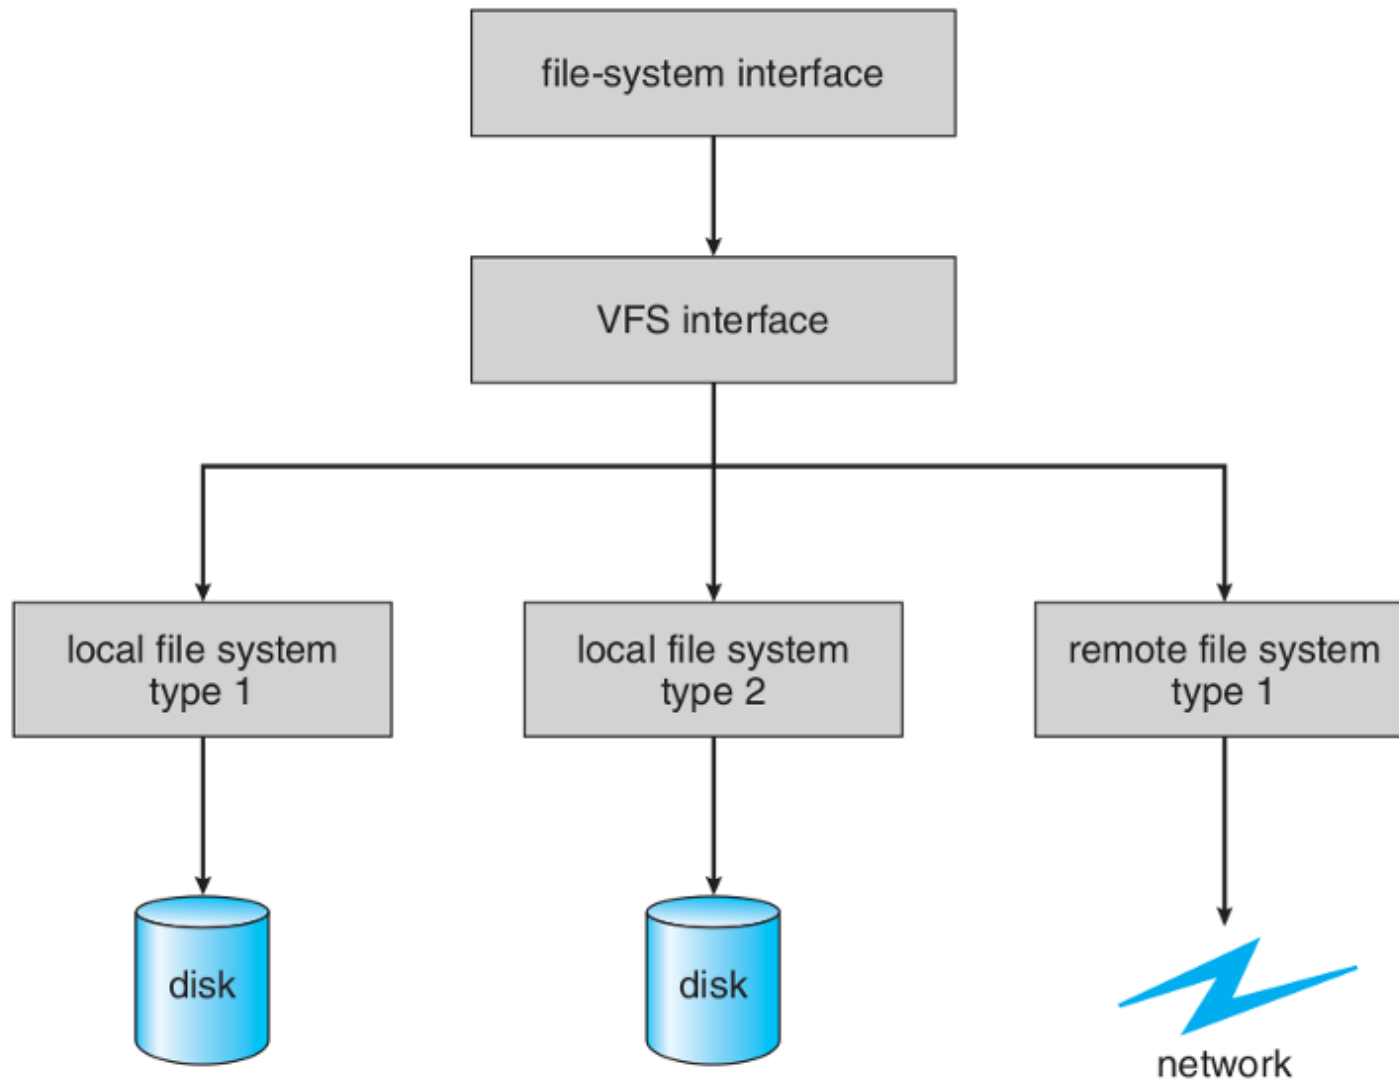 file-system interface
VFS interface
local file system
type 1
local file system
type 2
remote file system
type 1
disk
disk
network